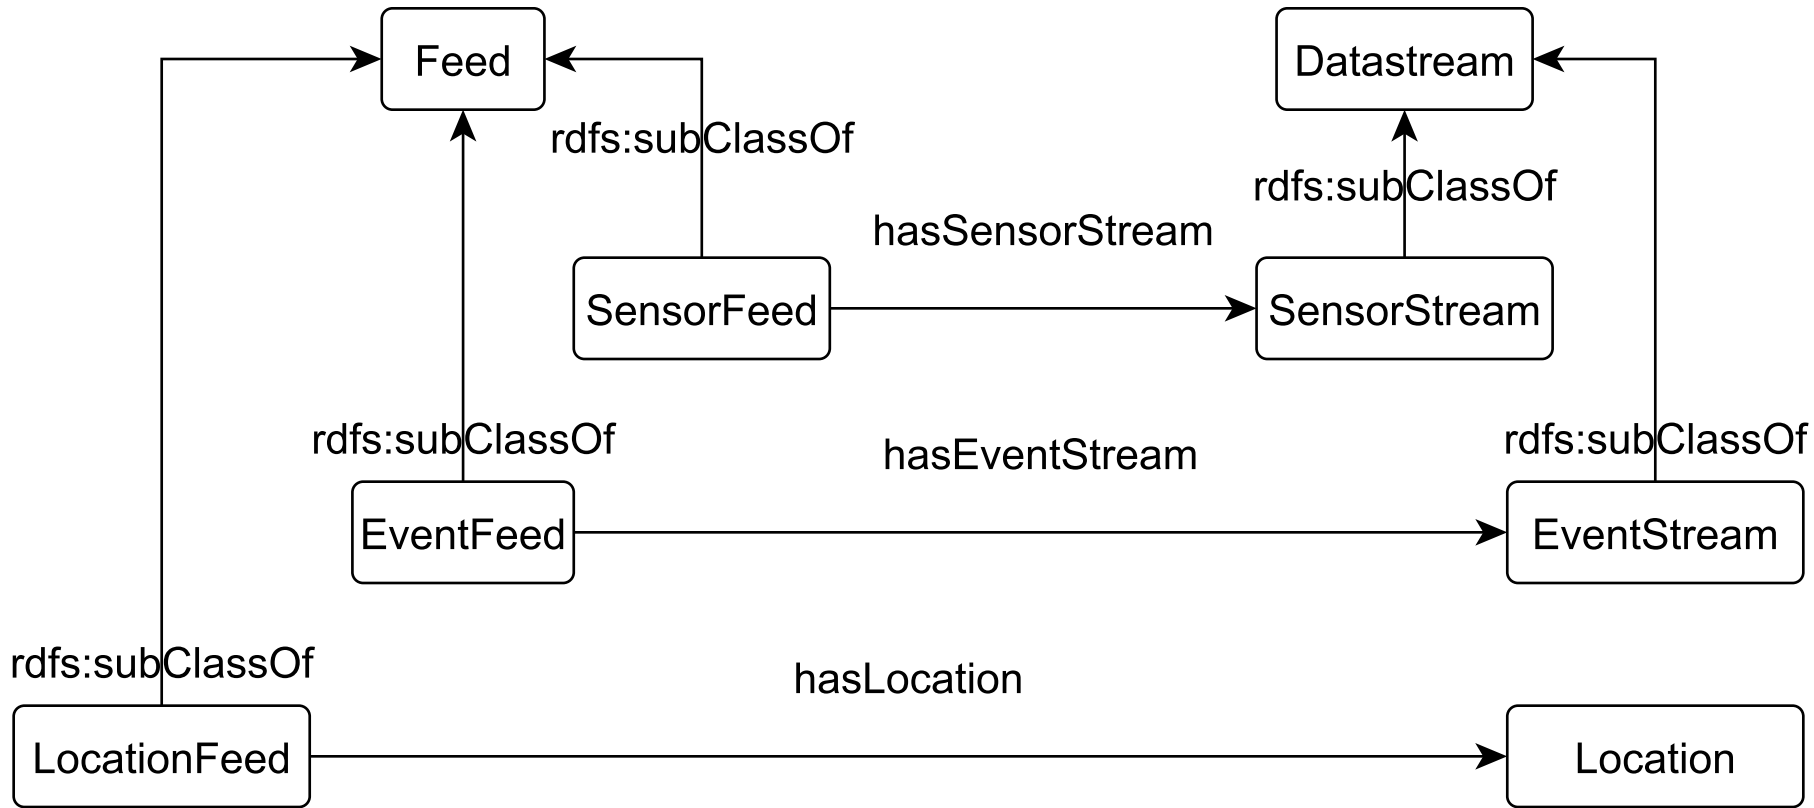 Feed
Datastream
rdfs:subClassOf
rdfs:subClassOf
hasSensorStream
SensorFeed
SensorStream
rdfs:subClassOf
rdfs:subClassOf
hasEventStream
EventFeed
EventStream
rdfs:subClassOf
hasLocation
LocationFeed
Location